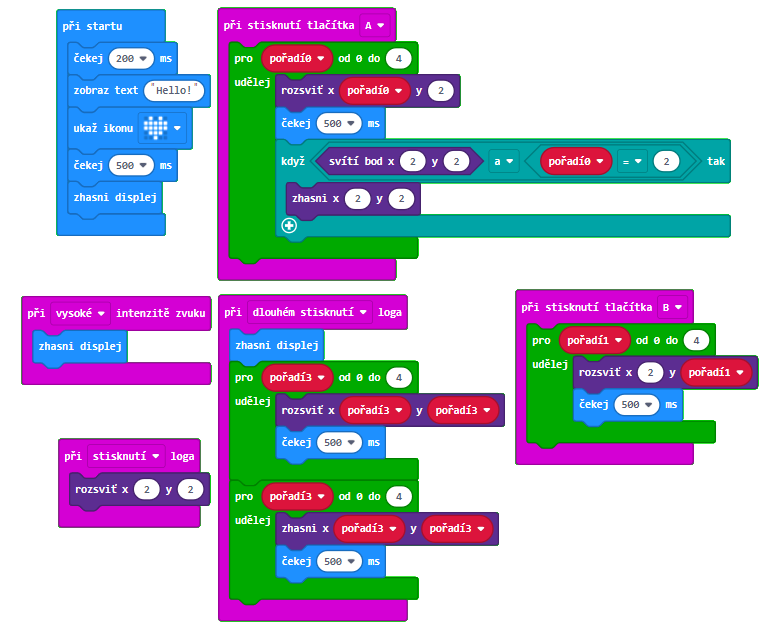 při startu
čekej 200 ms
zobraz text "Hello!"
ukaž ikonu
čekej 500 ms
zhasni displej
při stisknutí tlačítka A
pro pořadí0 od 0 do 4
udělej
rozsviť x pořadí0 y 2
čekej 500 ms
když svítí bod x 2 y 2 a pořadí0 = 2 tak
zhasni x 2 y 2
při vysoké intenzitě zvuku
zhasni displej
při stisknutí loga
rozsviť x 2 y 2
při dlouhém stisknutí loga
zhasni displej
pro pořadí3 od 0 do 4
udělej
rozsviť x pořadí3 y pořadí3
čekej 500 ms
pro pořadí3 od 0 do 4
udělej
zhasni x pořadí3 y pořadí3
čekej 500 ms
při stisknutí tlačítka B
pro pořadí1 od 0 do 4
udělej
rozsviť x 2 y pořadí1
čekej 500 ms